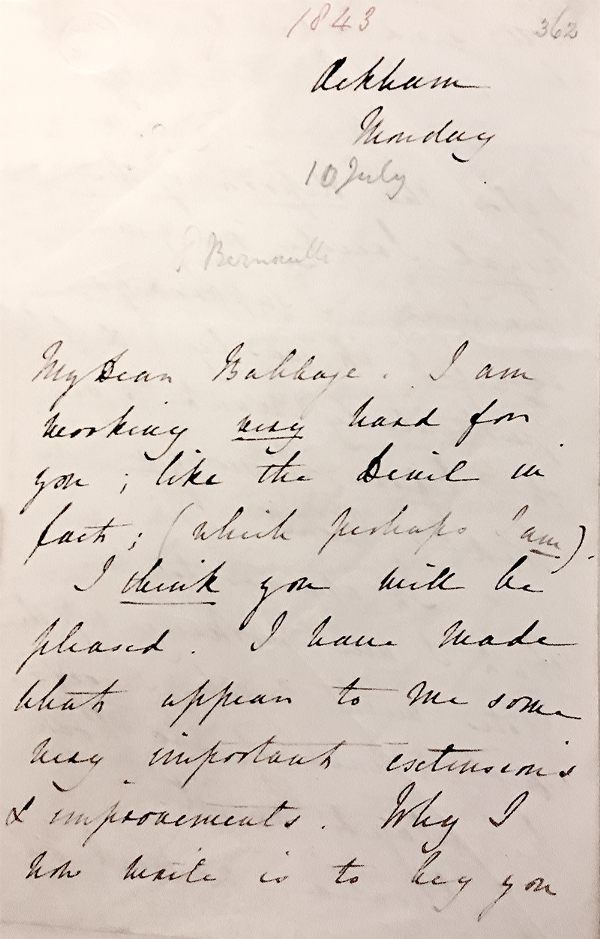 1843
362
Ockham
Monday
10 July
Bernoulli
My Dear Babbage. I am
working very hard for
you; like the Devil in
fact; (which perhaps I am).
I think you will be
pleased. I have made
what appear to me some
very important extensions
& improvements. Why I
now write is to beg you